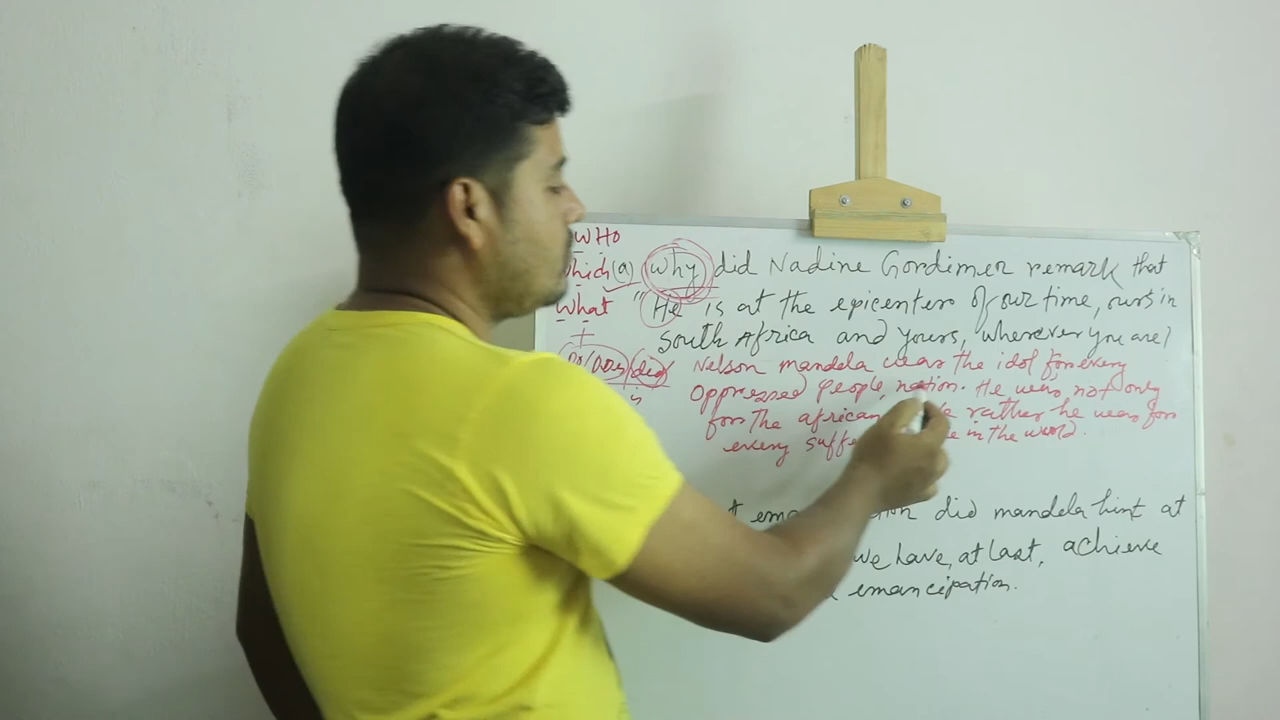 WHO
Which (a) why did Nadine Gordimer remark that
What "He is at the epicenter of our time, ours in
+ South Africa and yours, wherever you are)
Do/Does/did Nelson mandela was the idol for every
oppressed people, nation. He was not only
for the african rather he was for
every in the world.
did mandela hint at
we have, at last, achieve
emancipation.